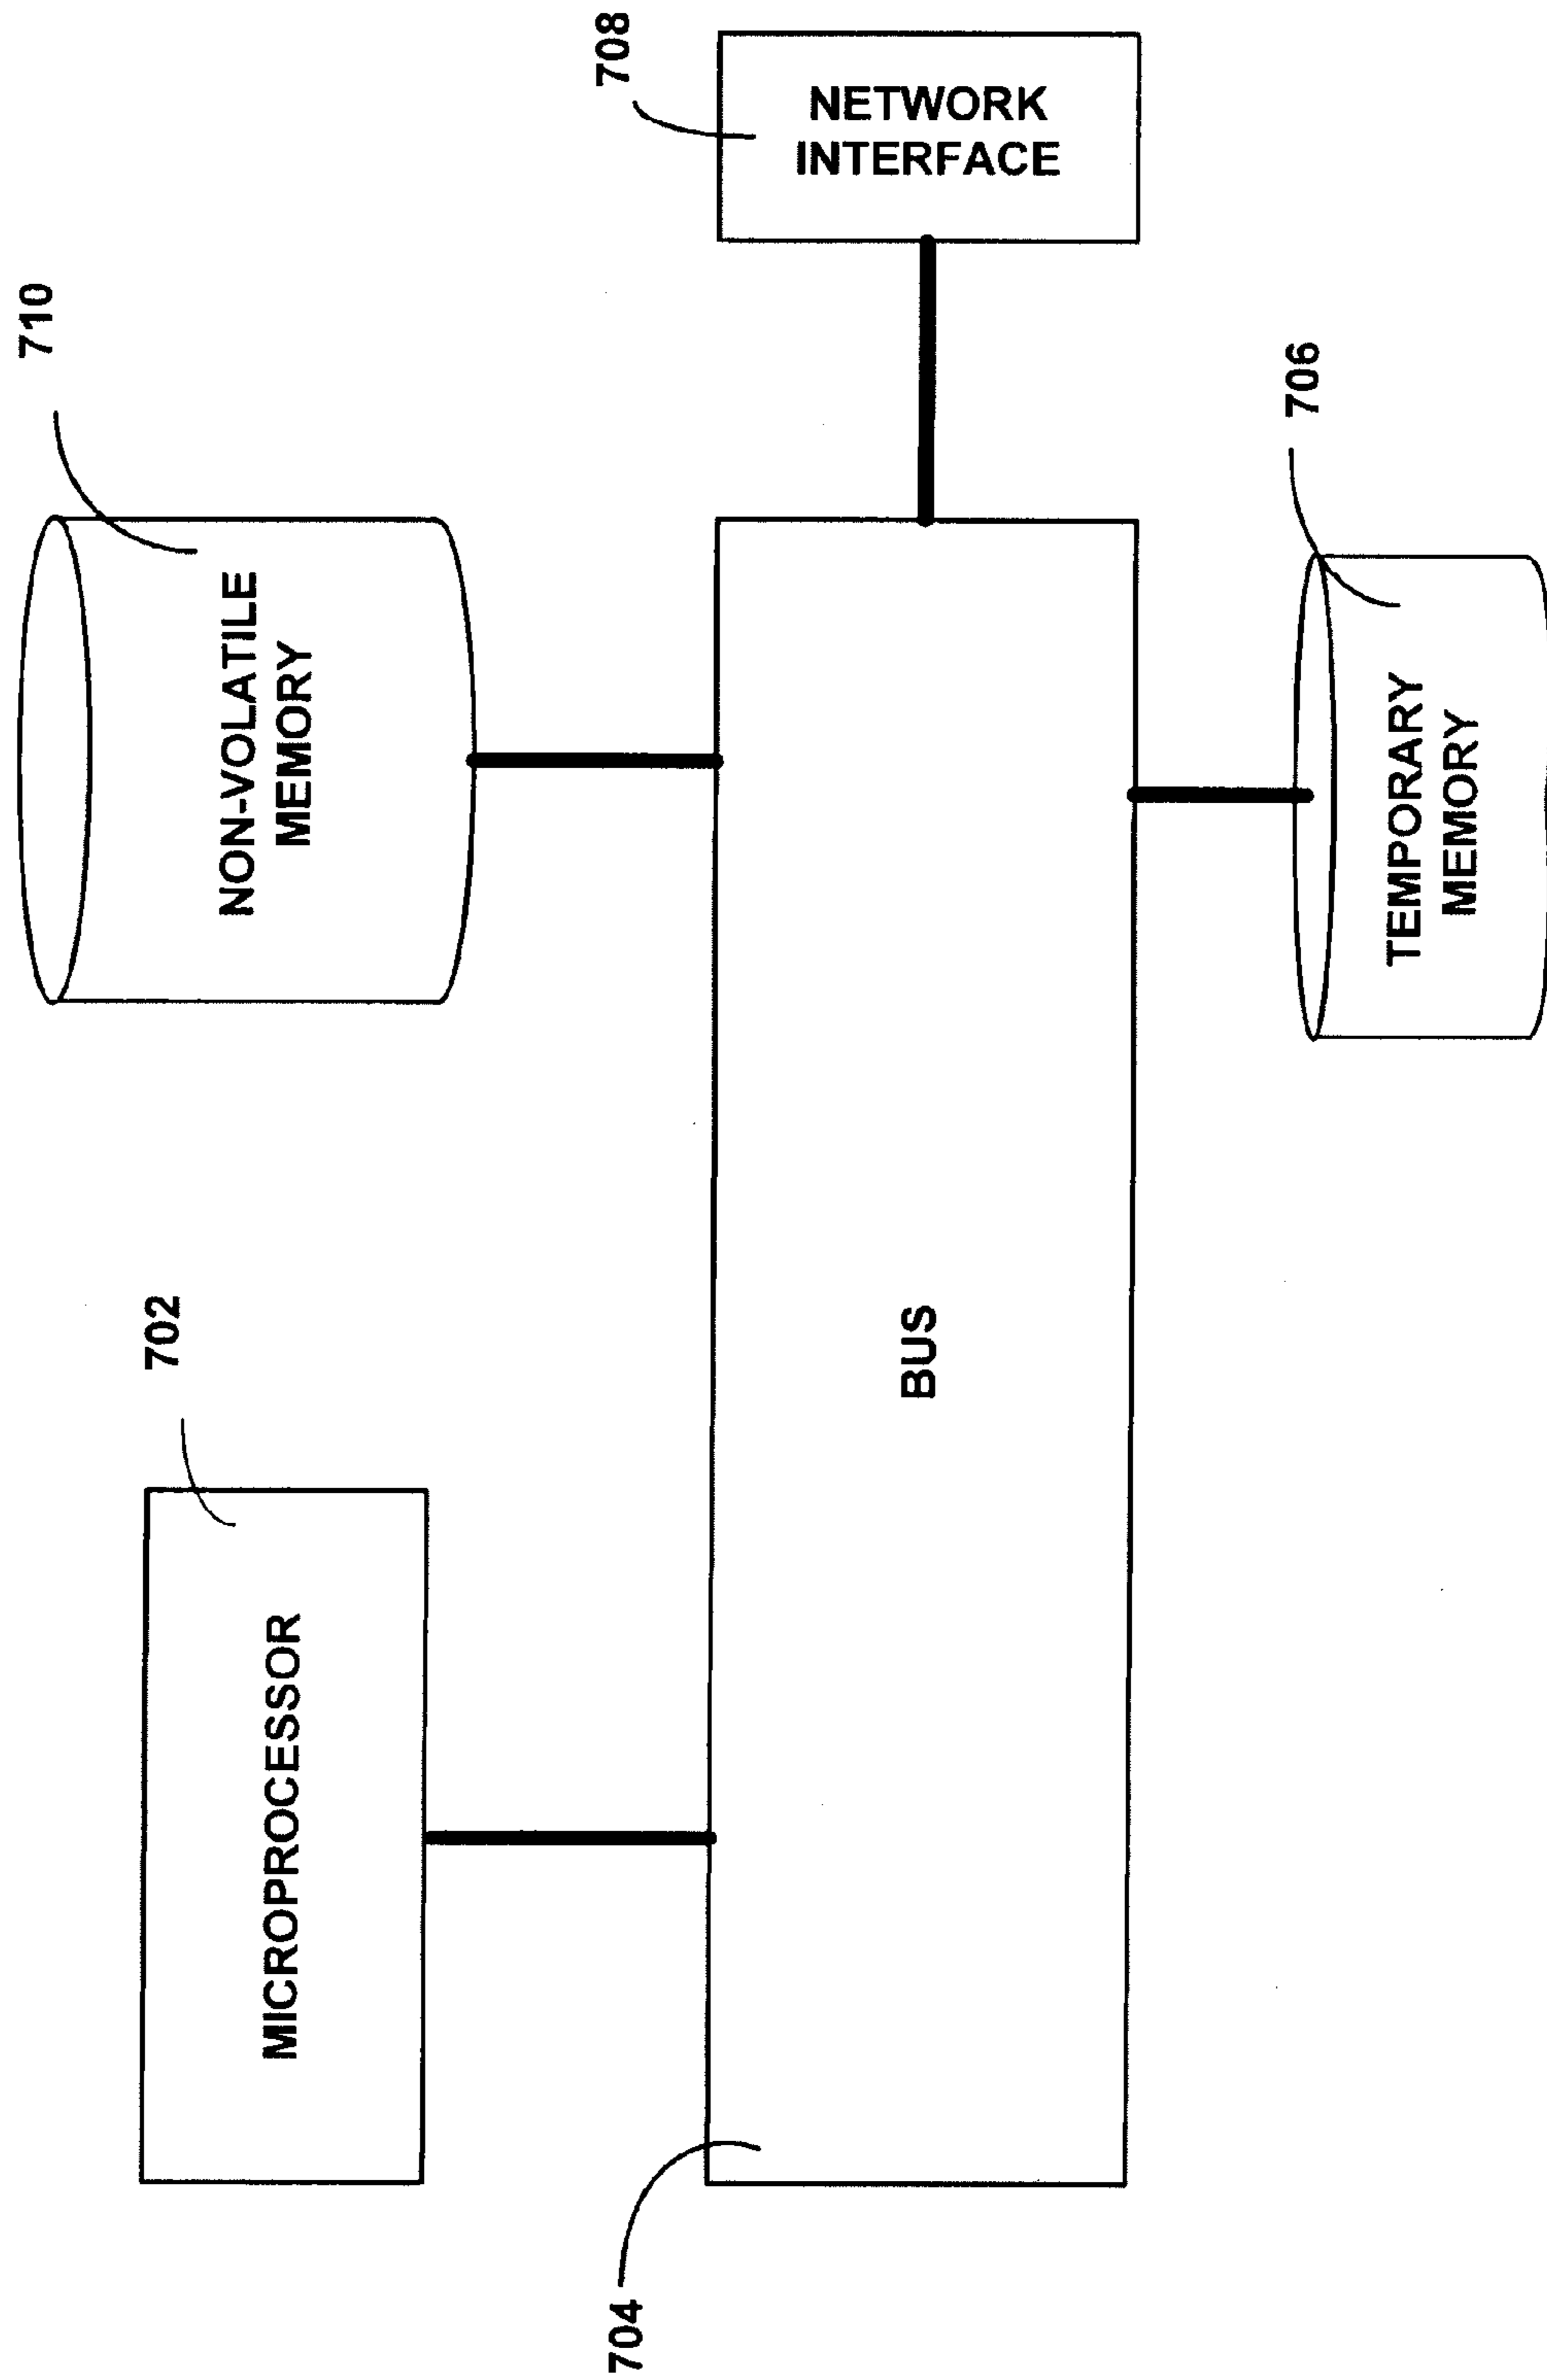 710
NON-VOLATILE
MEMORY
702
MICROPROCESSOR
708
NETWORK
INTERFACE
704
BUS
706
TEMPORARY
MEMORY